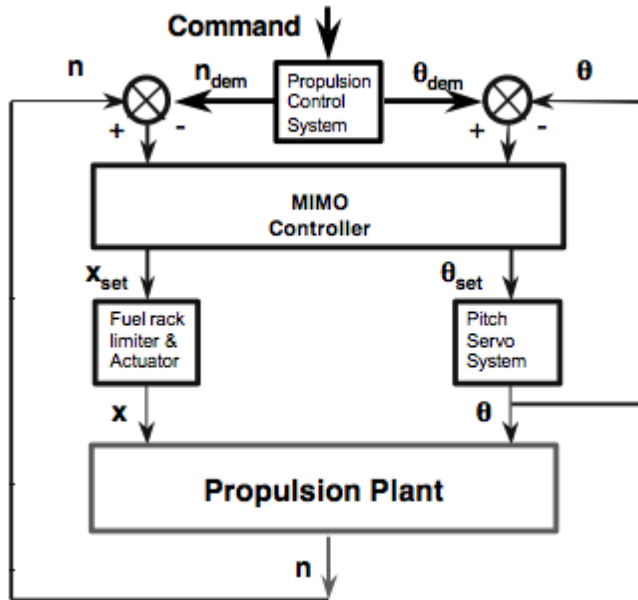 Command
n
n_dem
Propulsion
Control
System
θ_dem
θ
+
-
+
-
MIMO
Controller
x_set
θ_set
Fuel rack
limiter &
Actuator
Pitch
Servo
System
x
θ
Propulsion Plant
n